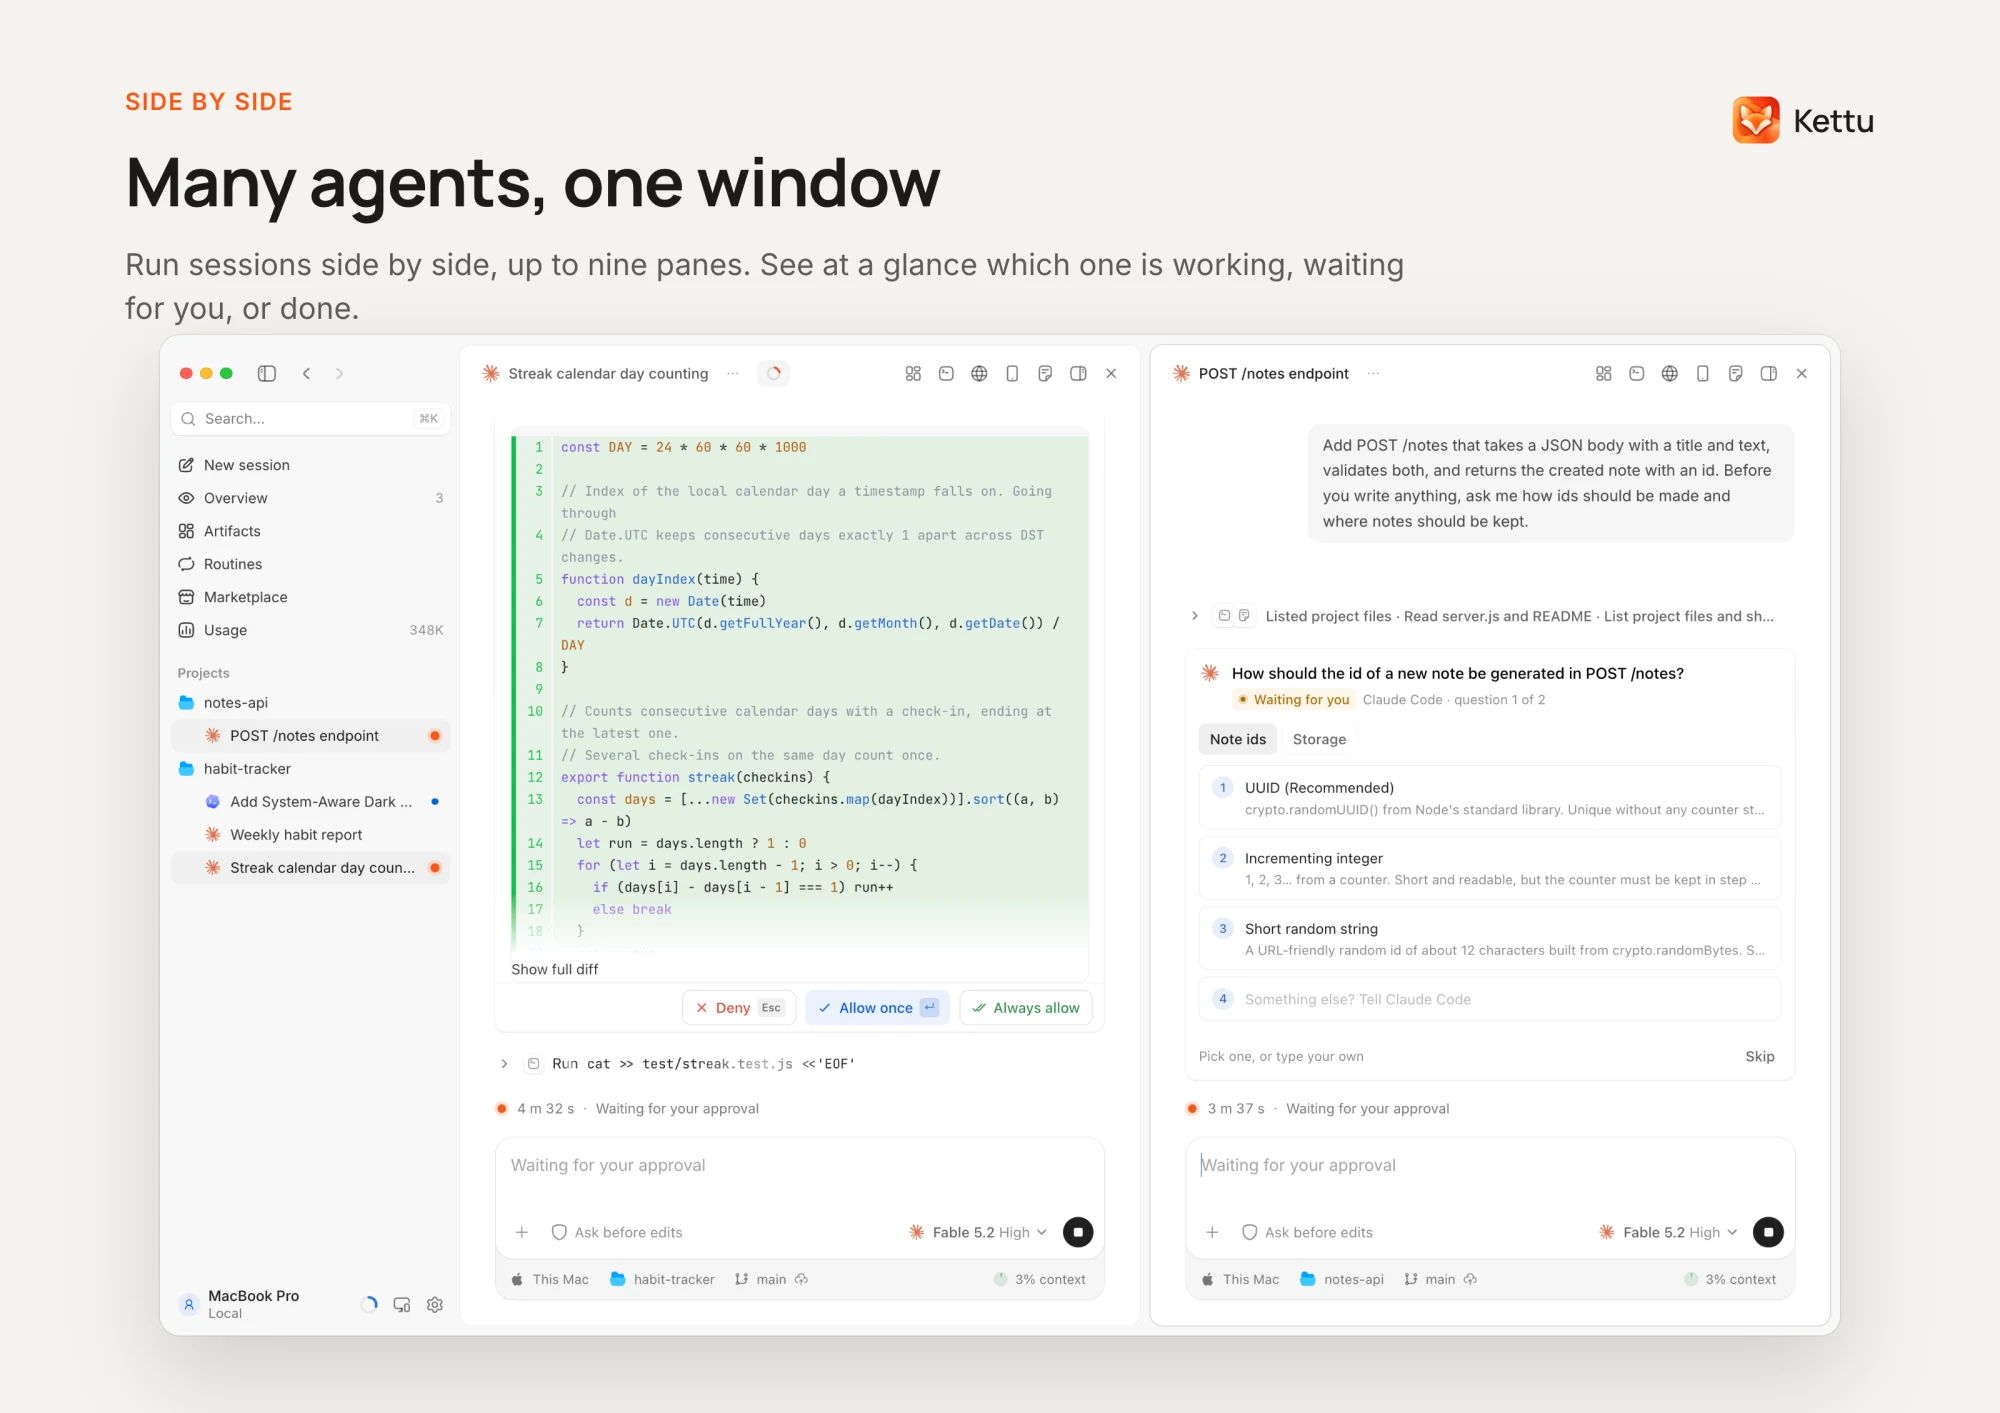 SIDE BY SIDE
Kettu
Many agents, one window
Run sessions side by side, up to nine panes. See at a glance which one is working, waiting
for you, or done.
Search...
⌘K
New session
Overview 3
Artifacts
Routines
Marketplace
Usage 348K
Projects
notes-api
POST /notes endpoint
habit-tracker
Add System-Aware Dark ...
Weekly habit report
Streak calendar day coun...
MacBook Pro
Local
Streak calendar day counting ...
1 const DAY = 24 * 60 * 60 * 1000
2
3 // Index of the local calendar day a timestamp falls on. Going
through
4 // Date.UTC keeps consecutive days exactly 1 apart across DST
changes.
5 function dayIndex(time) {
6 const d = new Date(time)
7 return Date.UTC(d.getFullYear(), d.getMonth(), d.getDate()) /
DAY
8 }
9
10 // Counts consecutive calendar days with a check-in, ending at
the latest one.
11 // Several check-ins on the same day count once.
12 export function streak(checkins) {
13 const days = [...new Set(checkins.map(dayIndex))].sort((a, b)
=> a - b)
14 let run = days.length ? 1 : 0
15 for (let i = days.length - 1; i > 0; i--) {
16 if (days[i] - days[i - 1] === 1) run++
17 else break
18 }
Show full diff
Deny Esc
Allow once ↵
Always allow
Run cat >> test/streak.test.js <<'EOF'
4 m 32 s · Waiting for your approval
Waiting for your approval
Ask before edits
Fable 5.2 High
This Mac
habit-tracker
main
3% context
POST /notes endpoint ...
Add POST /notes that takes a JSON body with a title and text,
validates both, and returns the created note with an id. Before
you write anything, ask me how ids should be made and
where notes should be kept.
Listed project files · Read server.js and README · List project files and sh...
How should the id of a new note be generated in POST /notes?
Waiting for you Claude Code · question 1 of 2
Note ids Storage
1 UUID (Recommended)
crypto.randomUUID() from Node's standard library. Unique without any counter st...
2 Incrementing integer
1, 2, 3... from a counter. Short and readable, but the counter must be kept in step ...
3 Short random string
A URL-friendly random id of about 12 characters built from crypto.randomBytes. S...
4 Something else? Tell Claude Code
Pick one, or type your own
Skip
3 m 37 s · Waiting for your approval
Waiting for your approval
Ask before edits
Fable 5.2 High
This Mac
notes-api
main
3% context